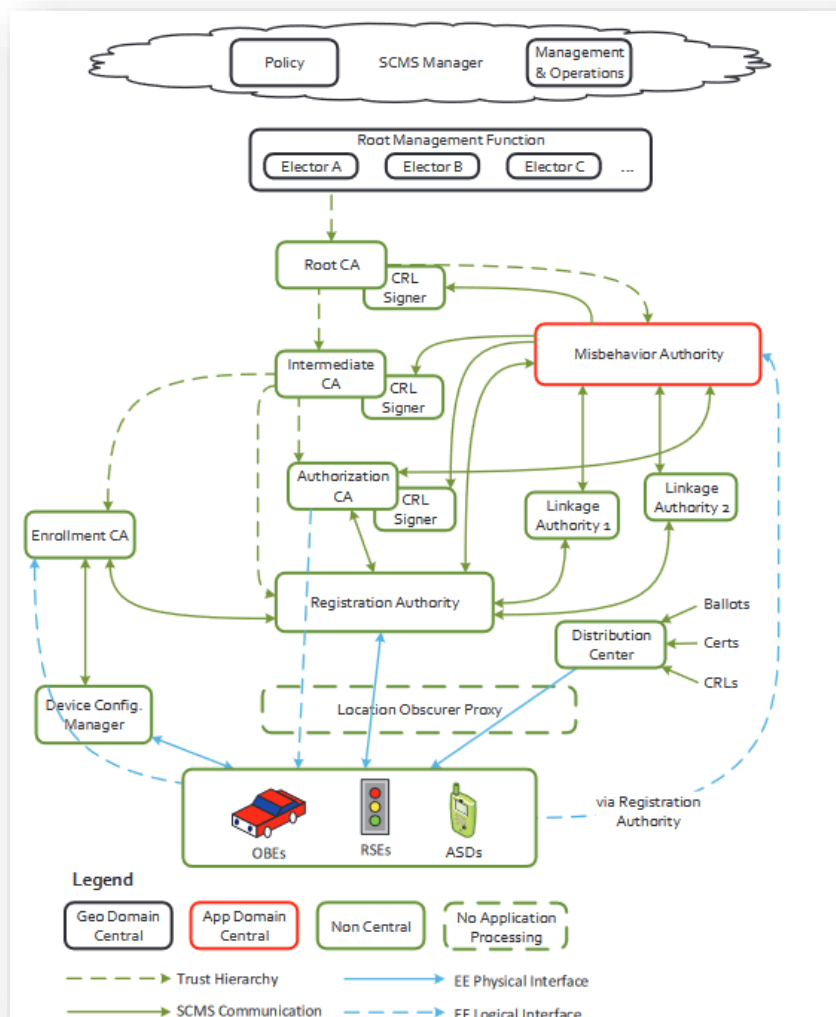 Policy
SCMS Manager
Management
& Operations
Root Management Function
Elector A
Elector B
Elector C
...
Root CA
CRL
Signer
Misbehavior Authority
Intermediate
CA
CRL
Signer
Authorization
CA
CRL
Signer
Linkage
Authority 1
Linkage
Authority 2
Enrollment CA
Registration Authority
Distribution
Center
Ballots
Certs
CRLs
Device Config.
Manager
Location Obscurer Proxy
via Registration
Authority
OBEs
RSEs
ASDs
Legend
Geo Domain
Central
App Domain
Central
Non Central
No Application
Processing
Trust Hierarchy
EE Physical Interface
SCMS Communication
EE Logical Interface